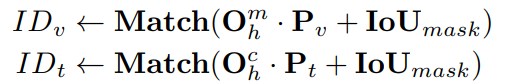 ID_v ← Match(O_h^m · P_v + IoU_mask)
ID_t ← Match(O_h^c · P_t + IoU_mask)